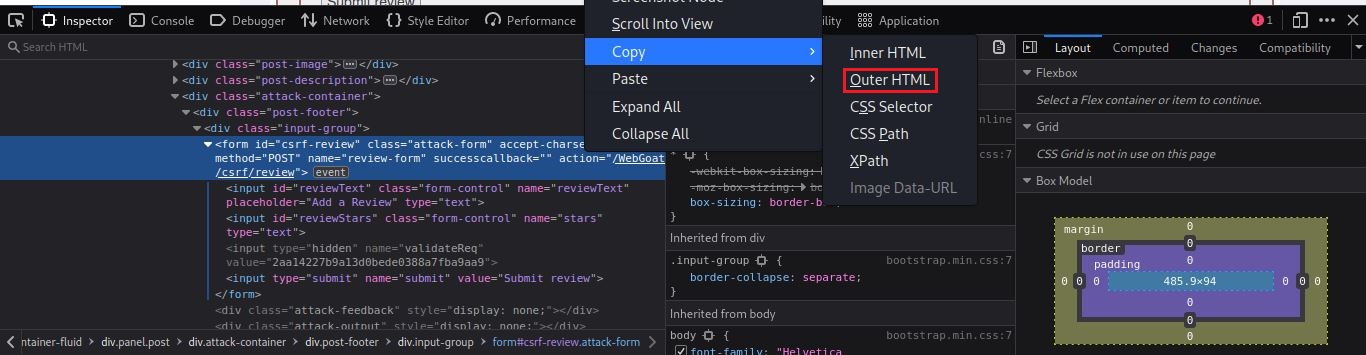 Submit review
Inspector
Console
Debugger
Network
Style Editor
Performance
Application
1
Search HTML
<div class="post-image"></div>
<div class="post-description"></div>
<div class="attack-container">
<div class="post-footer">
<div class="input-group">
<form id="csrf-review" class="attack-form" accept-charse
method="POST" name="review-form" successcallback="" action="/WebGoat
/csrf/review"> event
<input id="reviewText" class="form-control" name="reviewText"
placeholder="Add a Review" type="text">
<input id="reviewStars" class="form-control" name="stars"
type="text">
<input type="hidden" name="validateReq"
value="2aa14227b9a13d0bede0388a7fba9aa9">
<input type="submit" name="submit" value="Submit review">
</form>
<div class="attack-feedback" style="display: none;"></div>
<div class="attack-output" style="display: none;"></div>
ntainer-fluid
div.panel.post
div.attack-container
div.post-footer
div.input-group
form#csrf-review.attack-form
Screenshot Node
Scroll Into View
Copy
Paste
Expand All
Collapse All
Inner HTML
Outer HTML
CSS Selector
CSS Path
XPath
Image Data-URL
nline
css:7
* {
-webkit-box-sizing:
-moz-box-sizing:
box-sizing: border-b
}
Inherited from div
.input-group {
bootstrap.min.css:7
border-collapse: separate;
}
Inherited from body
body {
bootstrap.min.css:7
font-family: "Helvetica
Layout
Computed
Changes
Compatibility
Flexbox
Select a Flex container or item to continue.
Grid
CSS Grid is not in use on this page
Box Model
margin
0
border
0
padding
0
0 0 0
485.9×94
0 0 0
0
0
0